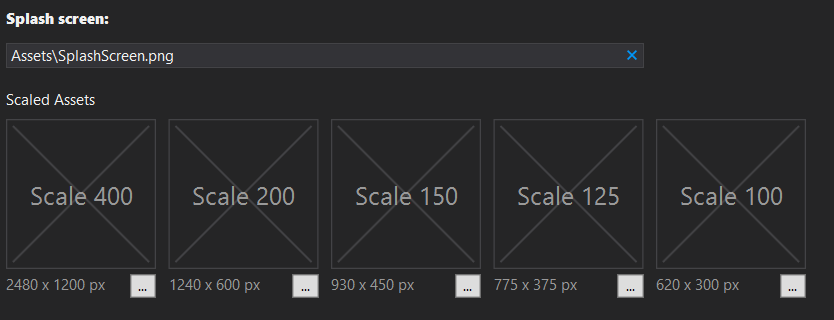 Splash screen:
Assets\SplashScreen.png
Scaled Assets
Scale 400 Scale 200 Scale 150 Scale 125 Scale 100
2480 x 1200 px ... 1240 x 600 px ... 930 x 450 px ... 775 x 375 px ... 620 x 300 px ...